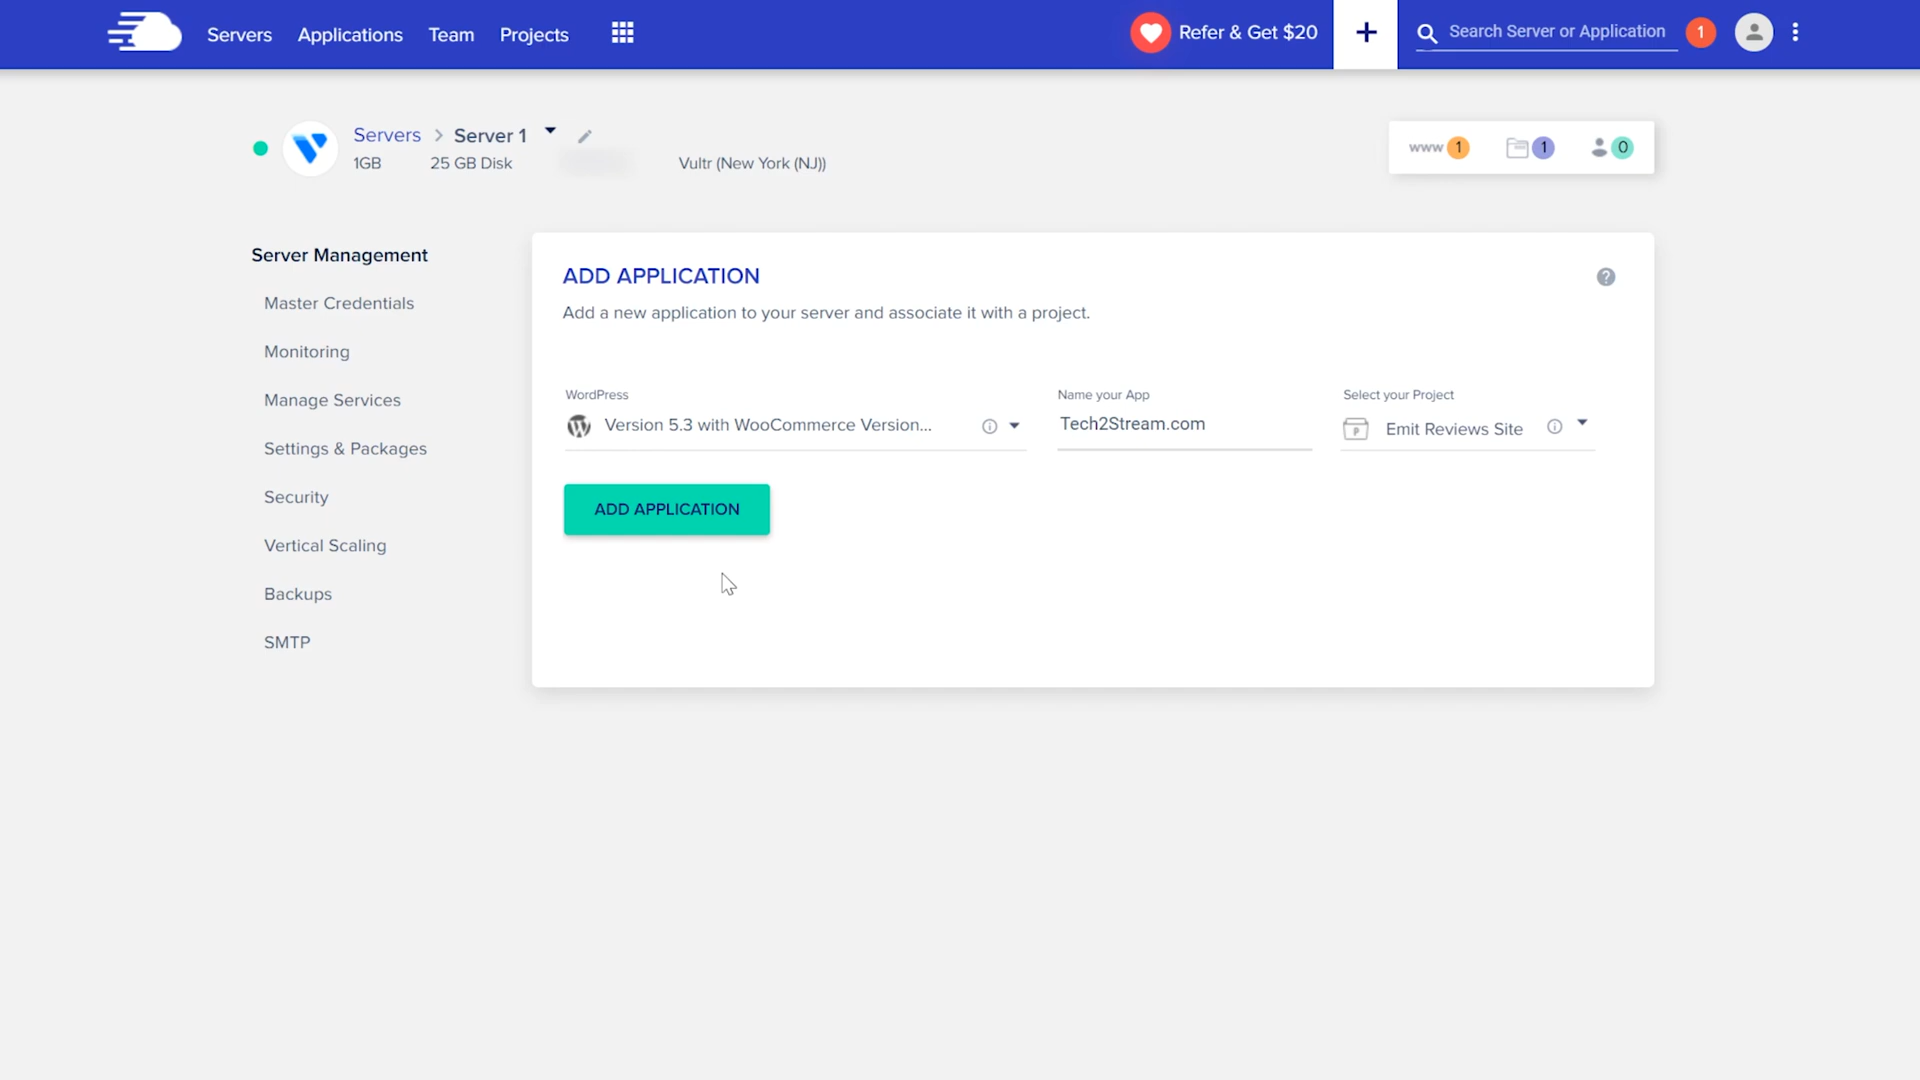 Servers Applications Team Projects Refer & Get $20 + Search Server or Application 1
Servers > Server 1
1GB 25 GB Disk Vultr (New York (NJ))
www 1 1 0
Server Management
Master Credentials
Monitoring
Manage Services
Settings & Packages
Security
Vertical Scaling
Backups
SMTP
ADD APPLICATION
Add a new application to your server and associate it with a project.
WordPress Name your App Select your Project
Version 5.3 with WooCommerce Version... Tech2Stream.com Emit Reviews Site
ADD APPLICATION